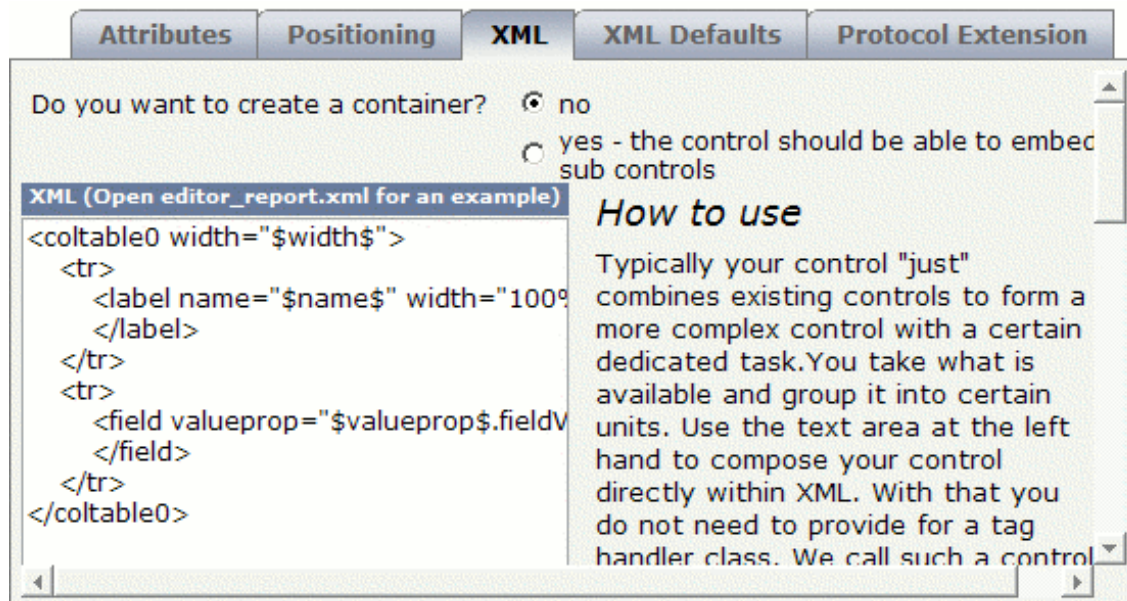 Attributes Positioning XML XML Defaults Protocol Extension
Do you want to create a container? no
yes - the control should be able to embed
sub controls
XML (Open editor_report.xml for an example)
<coltable0 width="$width$">
<tr>
<label name="$name$" width="100%
</label>
</tr>
<tr>
<field valueprop="$valueprop$.fieldV
</field>
</tr>
</coltable0>
How to use
Typically your control "just"
combines existing controls to form a
more complex control with a certain
dedicated task.You take what is
available and group it into certain
units. Use the text area at the left
hand to compose your control
directly within XML. With that you
do not need to provide for a tag
handler class. We call such a control